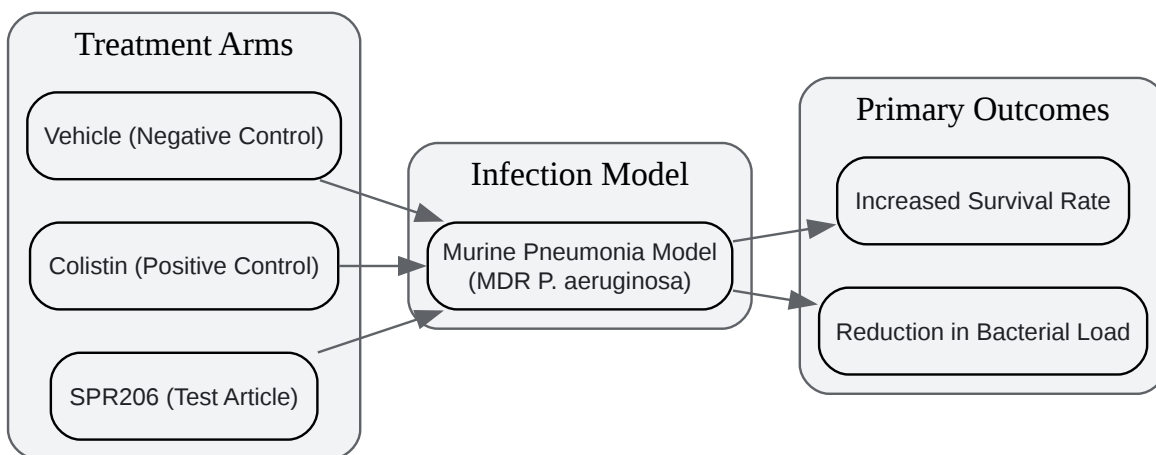 Treatment Arms
Vehicle (Negative Control)
Colistin (Positive Control)
SPR206 (Test Article)
Infection Model
Murine Pneumonia Model
(MDR P. aeruginosa)
Primary Outcomes
Increased Survival Rate
Reduction in Bacterial Load